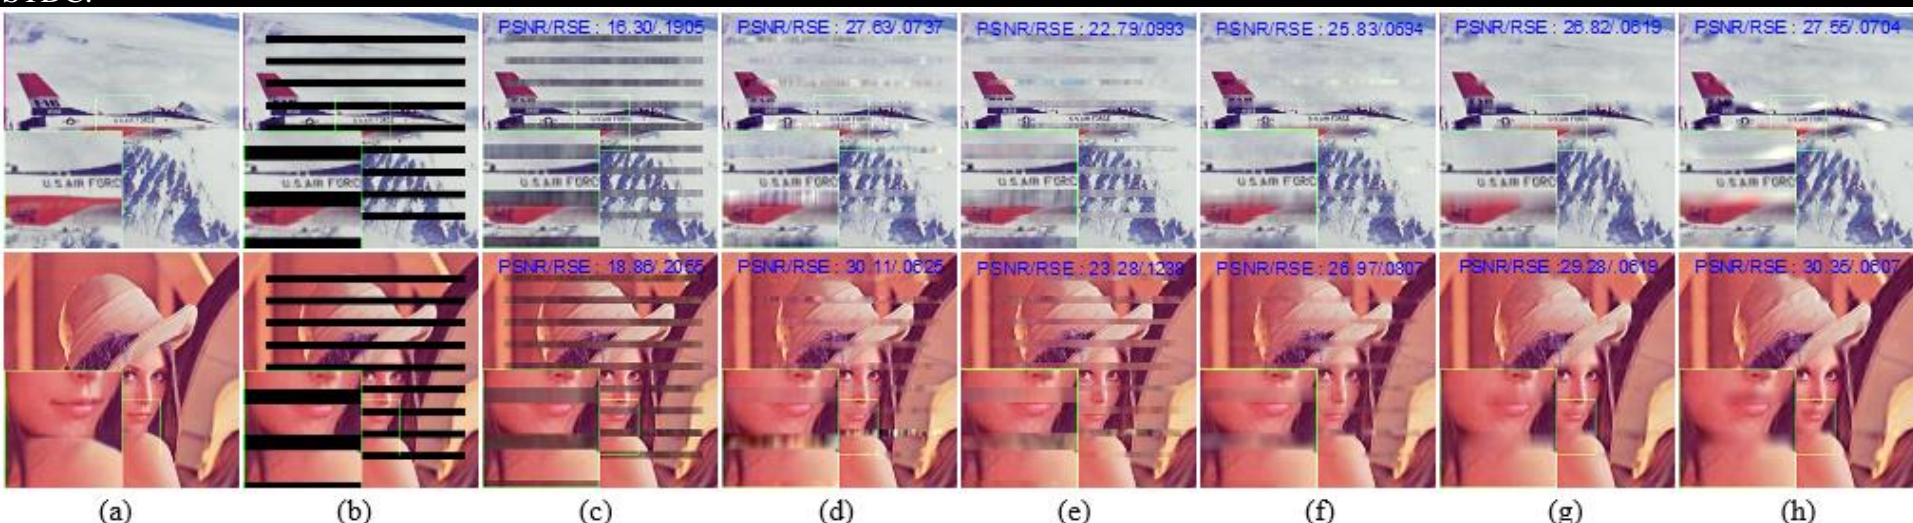 PSNR/RSE : 16.30/.1905 PSNR/RSE : 27.63/.0737 PSNR/RSE : 22.79/.0993 PSNR/RSE : 25.83/.0694 PSNR/RSE : 26.82/.0619 PSNR/RSE : 27.55/.0704
U.S.AIR FORC U.S.AIR FORC U.S.AIR FORC U.S.AIR FORC U.S.AIR FORC U.S.AIR FORC U.S.AIR FORC U.S.AIR FORC
PSNR/RSE : 18.86/.2055 PSNR/RSE : 30.11/.0625 PSNR/RSE : 23.28/.1238 PSNR/RSE : 26.97/.0807 PSNR/RSE : 29.28/.0619 PSNR/RSE : 30.35/.0607
(a) (b) (c) (d) (e) (f) (g) (h)